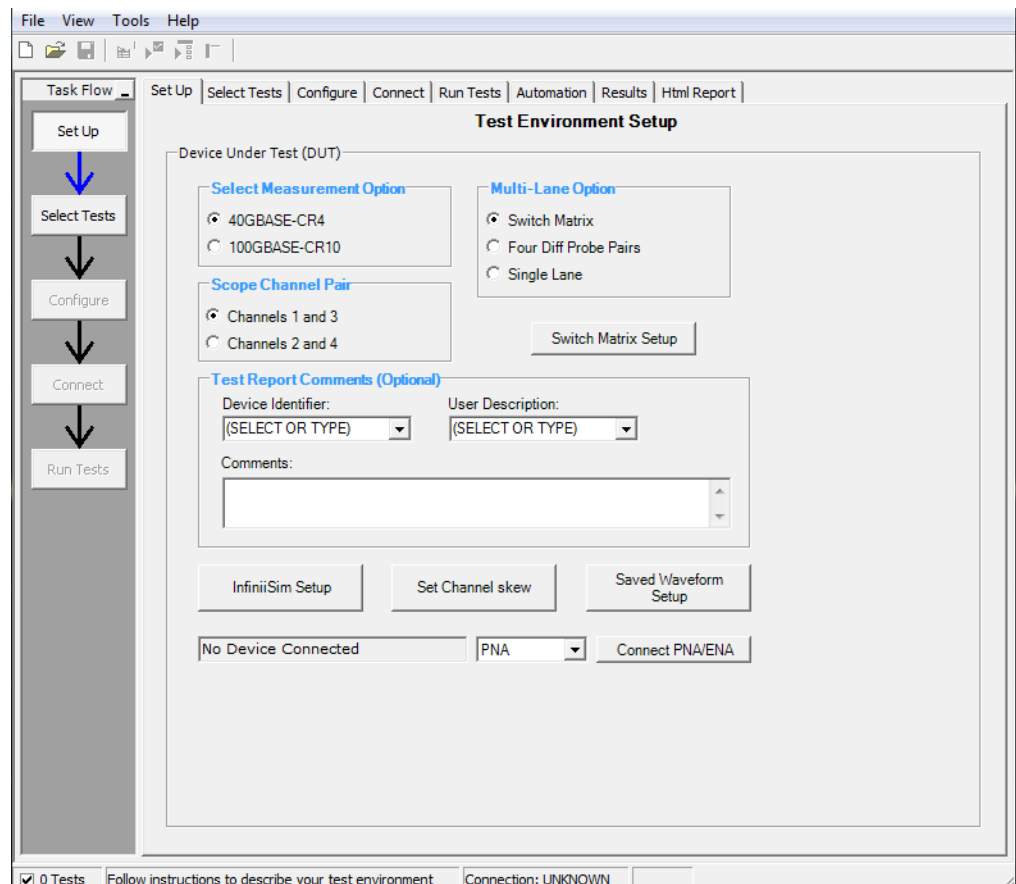 File View Tools Help
Task Flow
Set Up
Select Tests
Configure
Connect
Run Tests
Set Up Select Tests Configure Connect Run Tests Automation Results Html Report
Test Environment Setup
Device Under Test (DUT)
Select Measurement Option
40GBASE-CR4
100GBASE-CR10
Multi-Lane Option
Switch Matrix
Four Diff Probe Pairs
Single Lane
Scope Channel Pair
Channels 1 and 3
Channels 2 and 4
Switch Matrix Setup
Test Report Comments (Optional)
Device Identifier: User Description:
(SELECT OR TYPE) (SELECT OR TYPE)
Comments:
InfiniiSim Setup
Set Channel skew
Saved Waveform
Setup
No Device Connected PNA Connect PNA/ENA
0 Tests Follow instructions to describe your test environment Connection: UNKNOWN